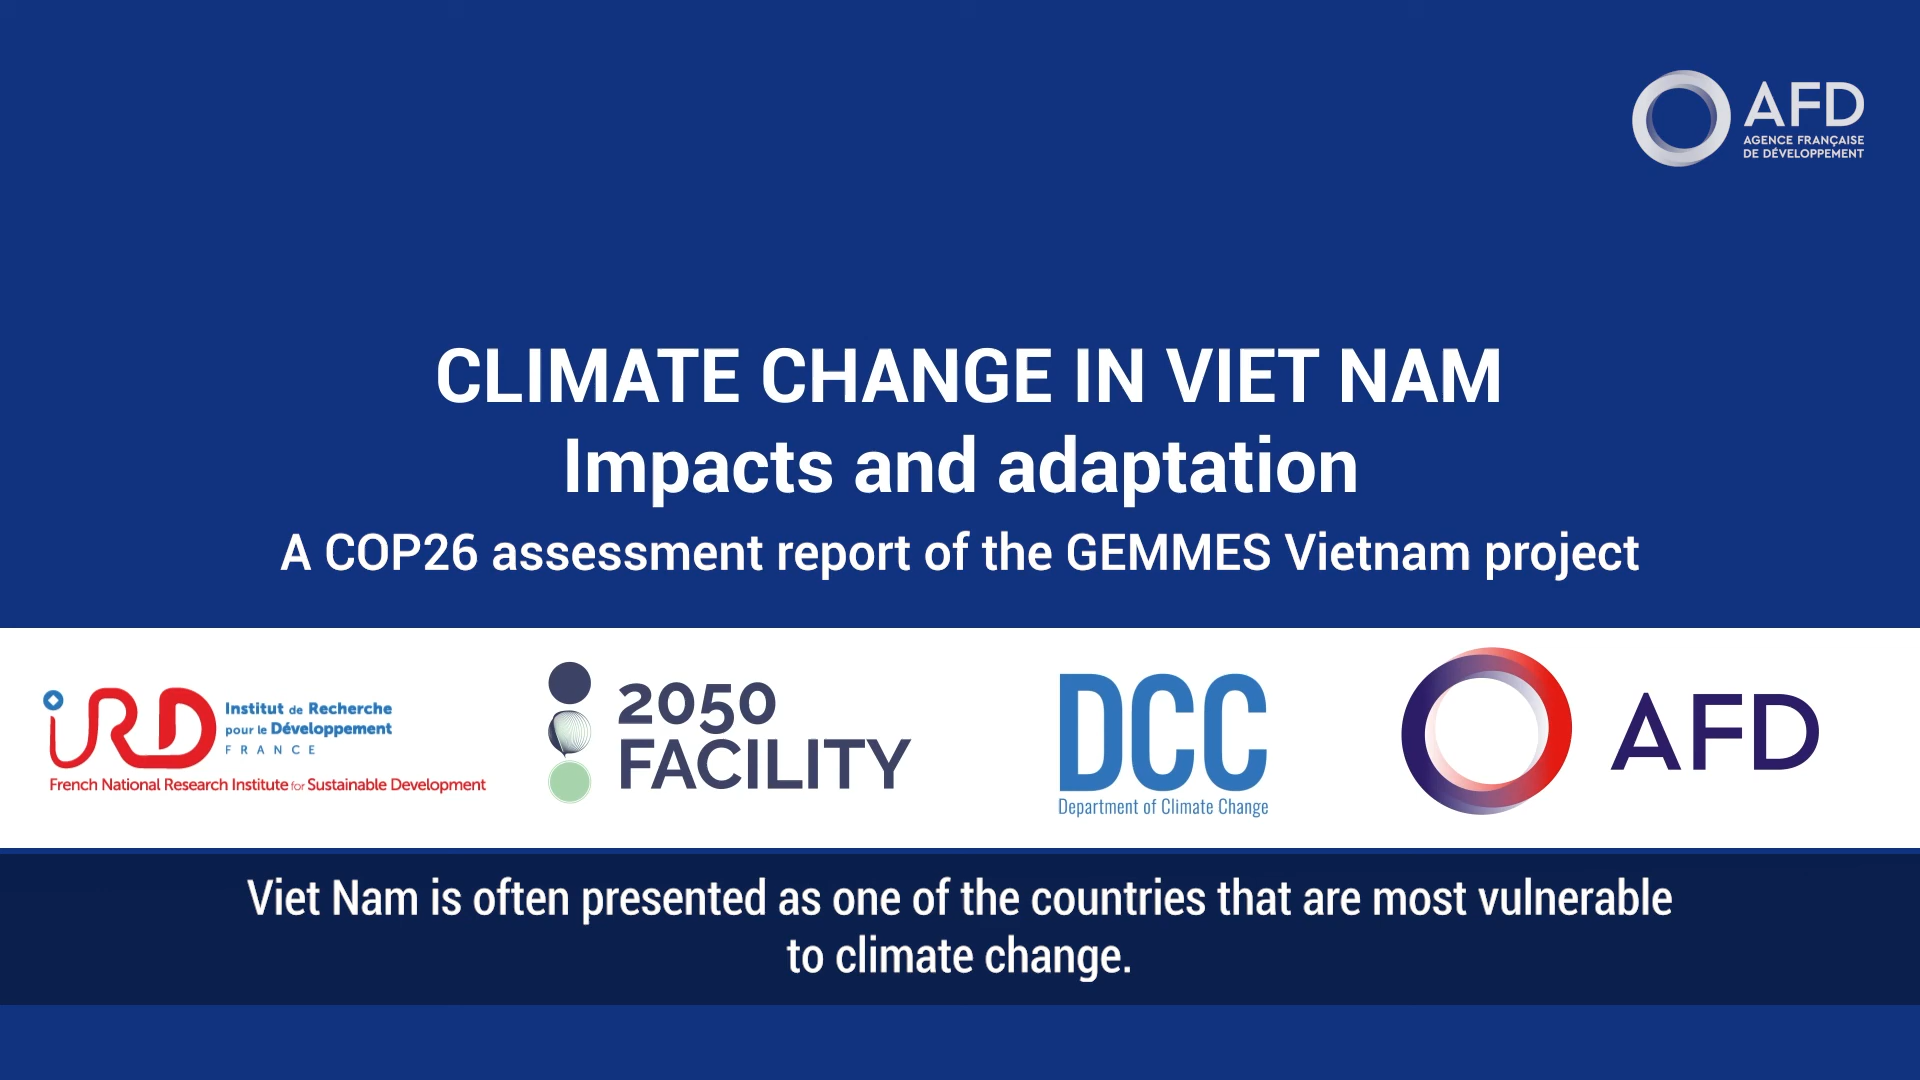 AFD
AGENCE FRANÇAISE
DE DÉVELOPPEMENT
CLIMATE CHANGE IN VIET NAM
Impacts and adaptation
A COP26 assessment report of the GEMMES Vietnam project
iRD
Institut de Recherche
pour le Développement
FRANCE
French National Research Institute for Sustainable Development
2050
FACILITY
DCC
Department of Climate Change
AFD
Viet Nam is often presented as one of the countries that are most vulnerable
to climate change.